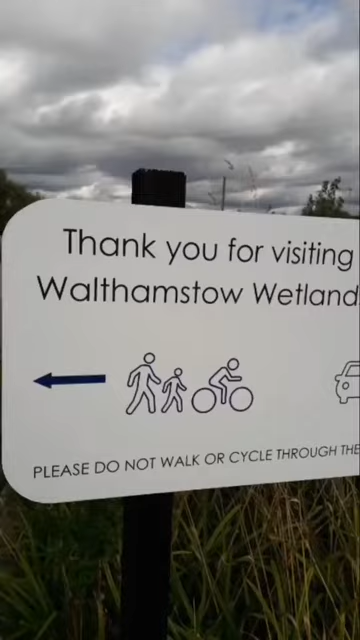 Thank you for visiting
Walthamstow Wetland
PLEASE DO NOT WALK OR CYCLE THROUGH THE